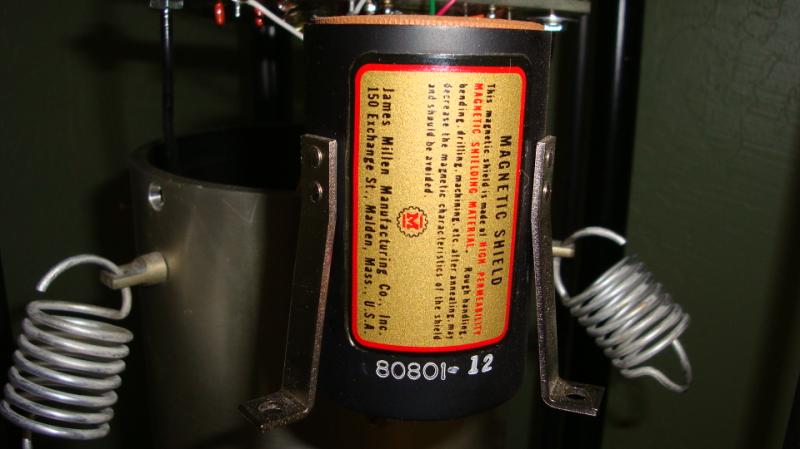 MAGNETIC SHIELD
This magnetic shield is made of HIGH PERMEABILITY
MAGNETIC SHIELDING MATERIAL. Rough handling,
bending, drilling, machining, etc. after annealing, may
decrease the magnetic characteristics of the shield
and should be avoided.
M
James Millen Manufacturing Co., Inc.
150 Exchange St., Malden, Mass., U.S.A.
80801-12